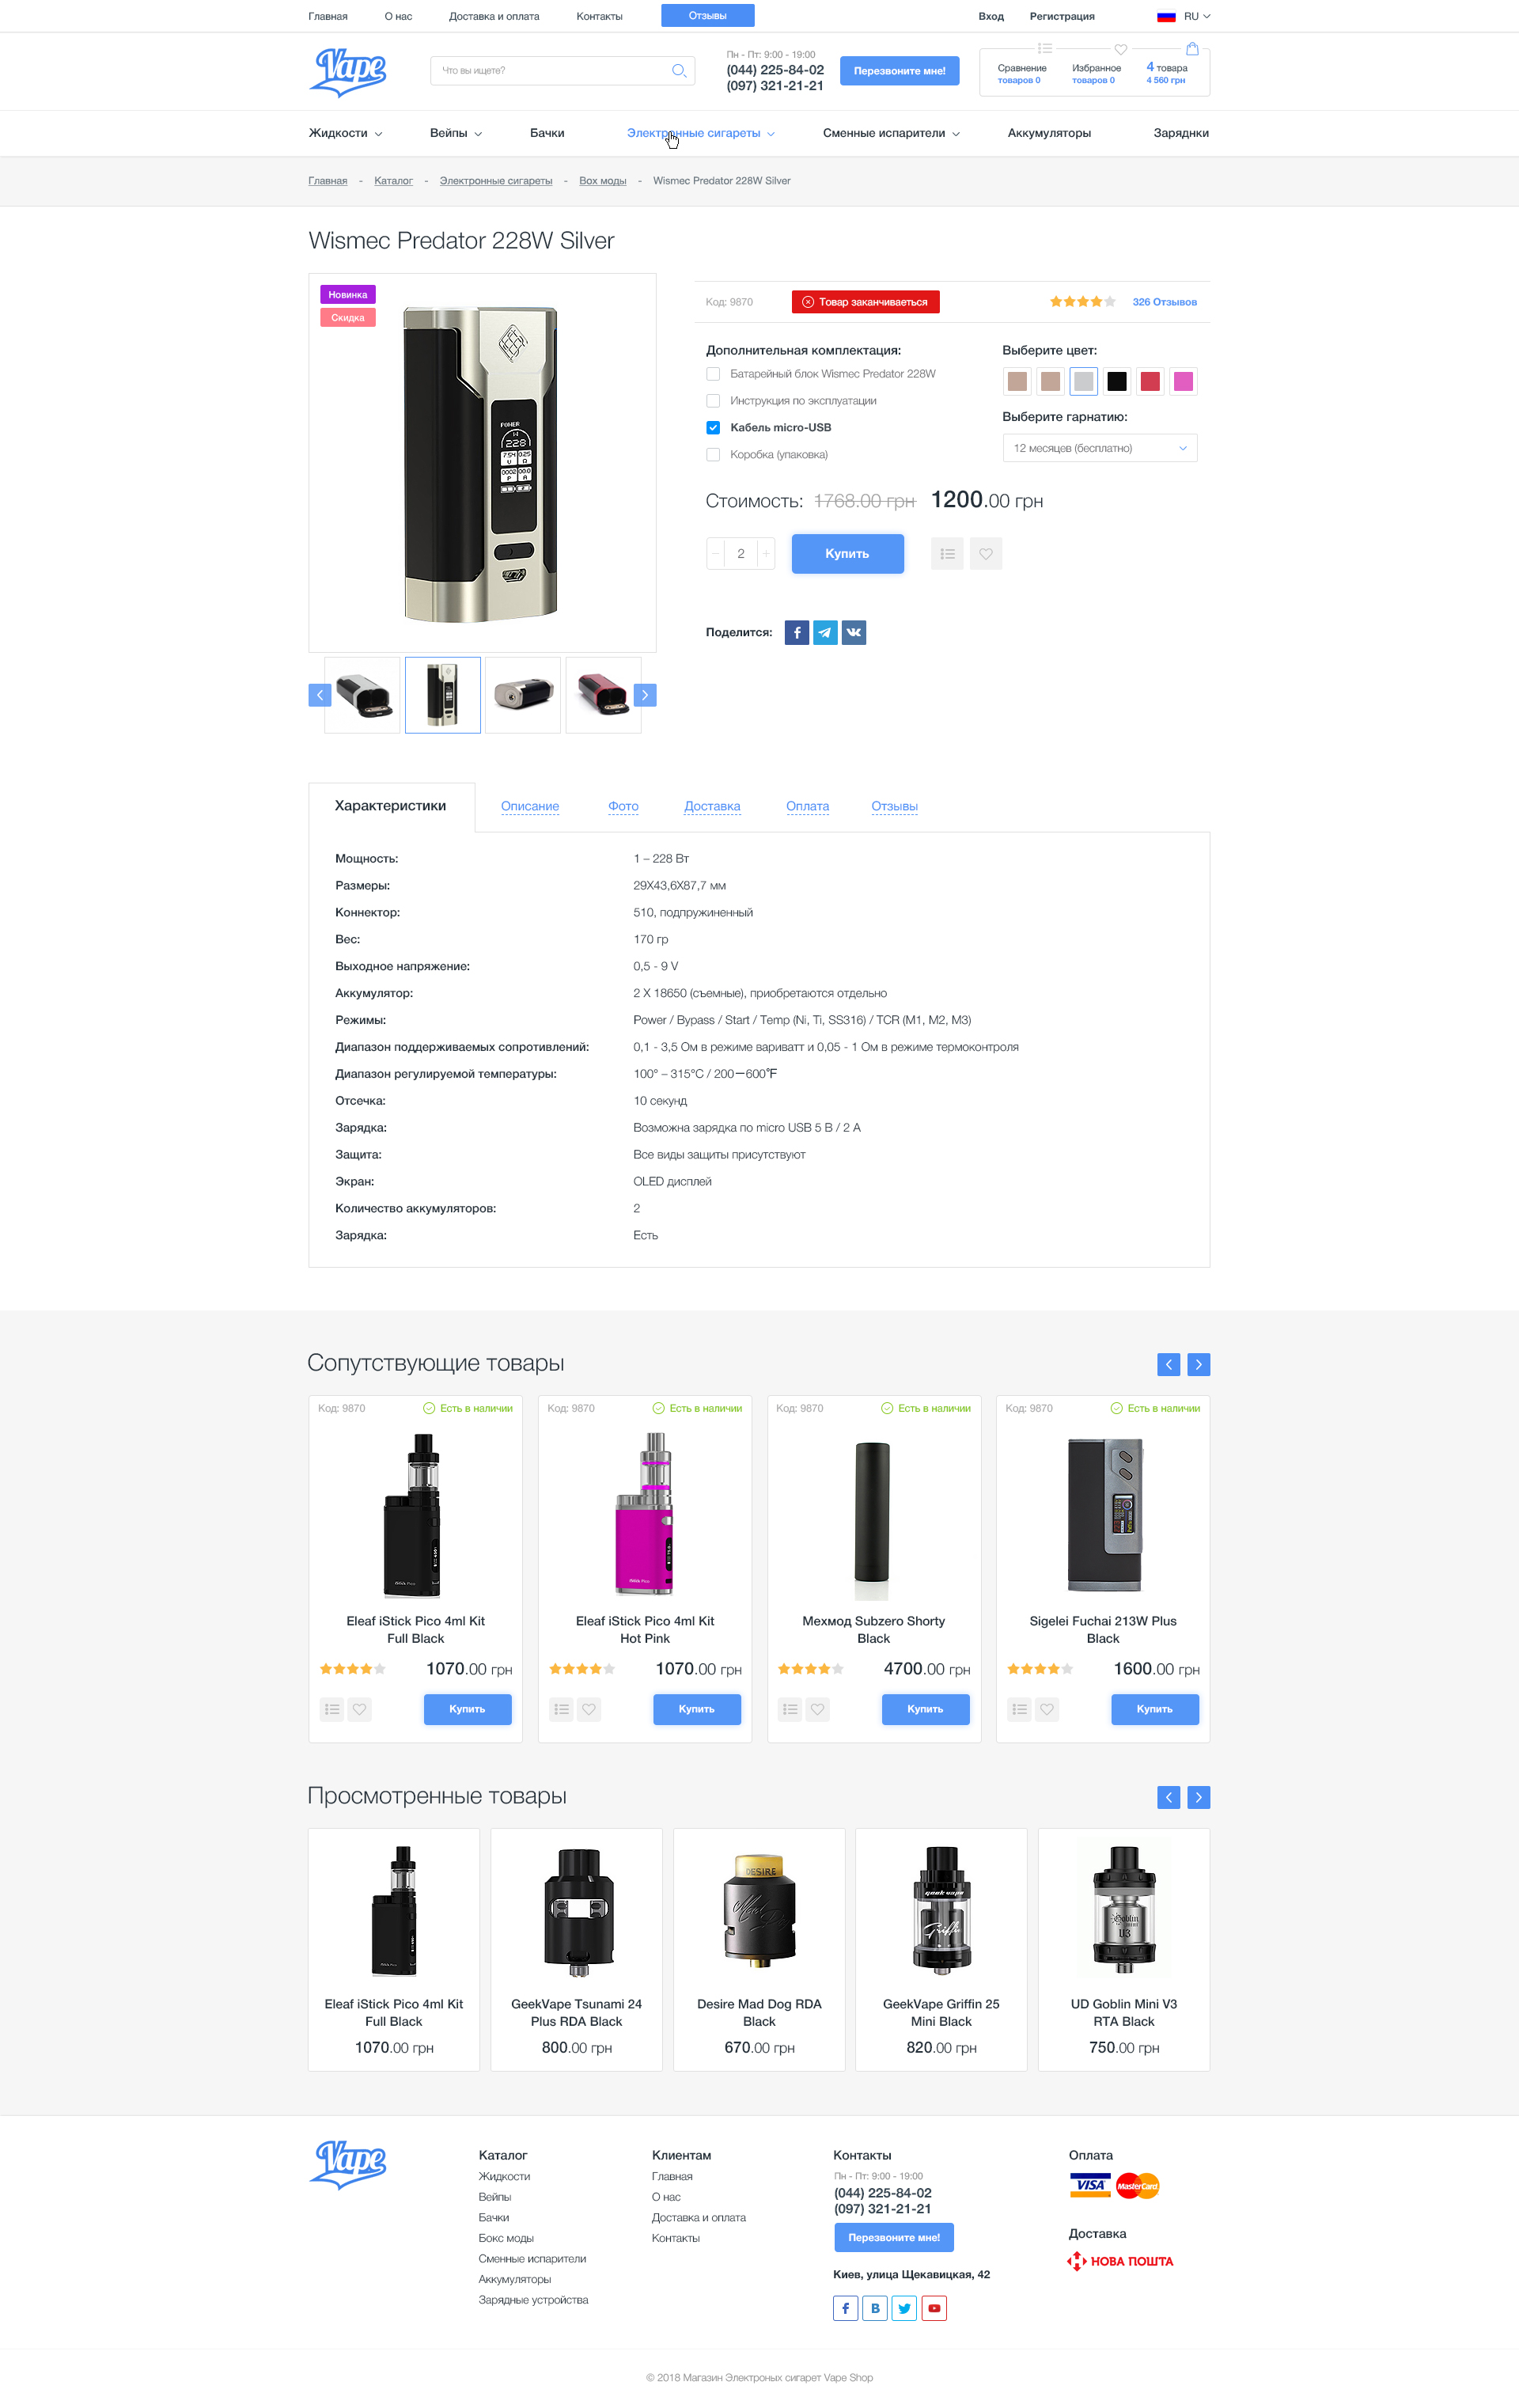 Главная
О нас
Доставка и оплата
Контакты
Отзывы
Вход
Регистрация
RU
Vape
Что вы ищете?
Пн - Пт: 9:00 - 19:00
(044) 225-84-02
(097) 321-21-21
Перезвоните мне!
Сравнение
товаров 0
Избранное
товаров 0
4 товара
4 560 грн
Жидкости
Вейпы
Бачки
Электронные сигареты
Сменные испарители
Аккумуляторы
Заряднки
Главная - Каталог - Электронные сигареты - Box моды - Wismec Predator 228W Silver
Wismec Predator 228W Silver
Новинка
Скидка
POWER
W
228
Код: 9870
Товар заканчиваеться
326 Отзывов
Дополнительная комплектация:
Батарейный блок Wismec Predator 228W
Инструкция по эксплуатации
Кабель micro-USB
Коробка (упаковка)
Выберите цвет:
Выберите гарнатию:
12 месяцев (бесплатно)
Стоимость: 1768.00 грн 1200.00 грн
2
Купить
Поделится:
Характеристики
Описание
Фото
Доставка
Оплата
Отзывы
Мощность: 1 – 228 Вт
Размеры: 29X43,6X87,7 мм
Коннектор: 510, подпружиненный
Вес: 170 гр
Выходное напряжение: 0,5 - 9 V
Аккумулятор: 2 X 18650 (съемные), приобретаются отдельно
Режимы: Power / Bypass / Start / Temp (Ni, Ti, SS316) / TCR (M1, M2, M3)
Диапазон поддерживаемых сопротивлений: 0,1 - 3,5 Ом в режиме вариватт и 0,05 - 1 Ом в режиме термоконтроля
Диапазон регулируемой температуры: 100° – 315°C / 200—600℉
Отсечка: 10 секунд
Зарядка: Возможна зарядка по micro USB 5 В / 2 А
Защита: Все виды защиты присутствуют
Экран: OLED дисплей
Количество аккумуляторов: 2
Зарядка: Есть
Сопутствующие товары
Код: 9870
Есть в наличии
Eleaf iStick Pico 4ml Kit
Full Black
1070.00 грн
Купить
Код: 9870
Есть в наличии
Eleaf iStick Pico 4ml Kit
Hot Pink
1070.00 грн
Купить
Код: 9870
Есть в наличии
Мехмод Subzero Shorty
Black
4700.00 грн
Купить
Код: 9870
Есть в наличии
Sigelei Fuchai 213W Plus
Black
1600.00 грн
Купить
Просмотренные товары
Eleaf iStick Pico 4ml Kit
Full Black
1070.00 грн
GeekVape Tsunami 24
Plus RDA Black
800.00 грн
DESIRE
Desire Mad Dog RDA
Black
670.00 грн
geek vape
Griffin
GeekVape Griffin 25
Mini Black
820.00 грн
Goblin
MINI
V3
UD Goblin Mini V3
RTA Black
750.00 грн
Vape
Каталог
Жидкости
Вейпы
Бачки
Бокс моды
Сменные испарители
Аккумуляторы
Зарядные устройства
Клиентам
Главная
О нас
Доставка и оплата
Контакты
Контакты
Пн - Пт: 9:00 - 19:00
(044) 225-84-02
(097) 321-21-21
Перезвоните мне!
Киев, улица Щекавицкая, 42
Оплата
VISA
MasterCard
Доставка
НОВА ПОШТА
© 2018 Магазин Электроных сигарет Vape Shop